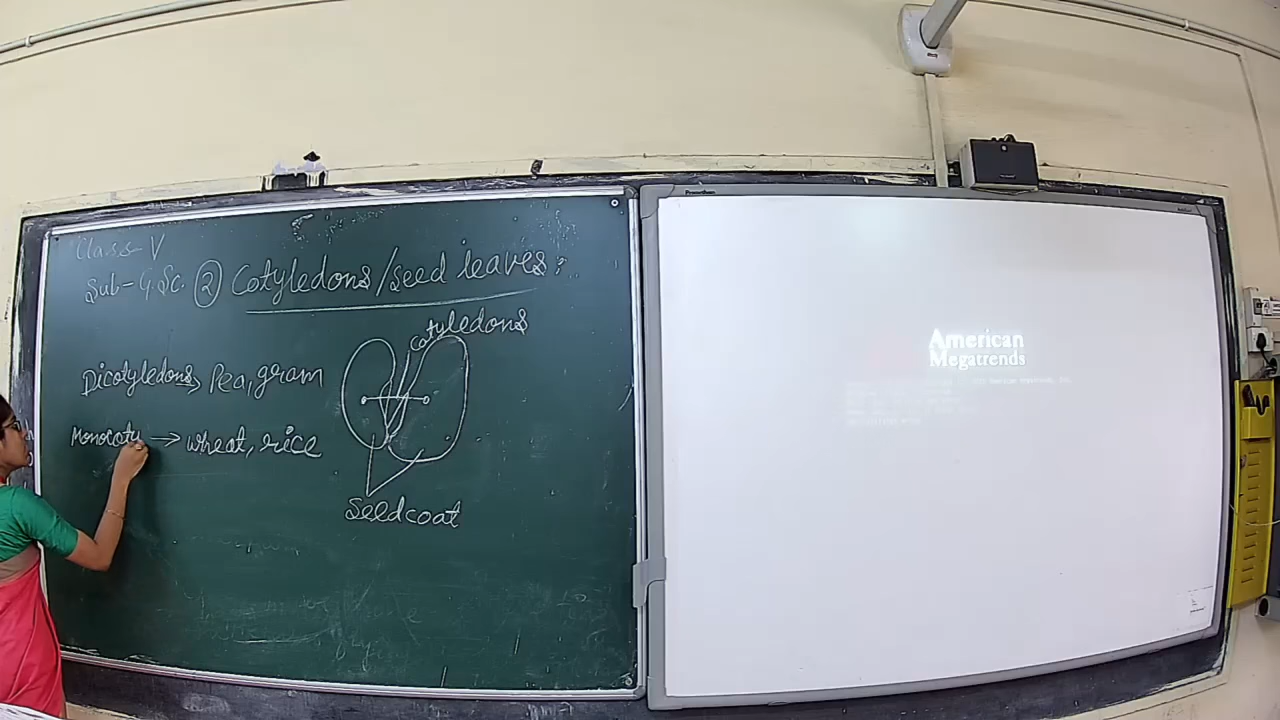 Class V
Sub-G.Sc. ② Cotyledons/seed leaves:
Cotyledons
Dicotyledons → Pea, gram
Monocoty → wheat, rice
Seedcoat
American
Megatrends